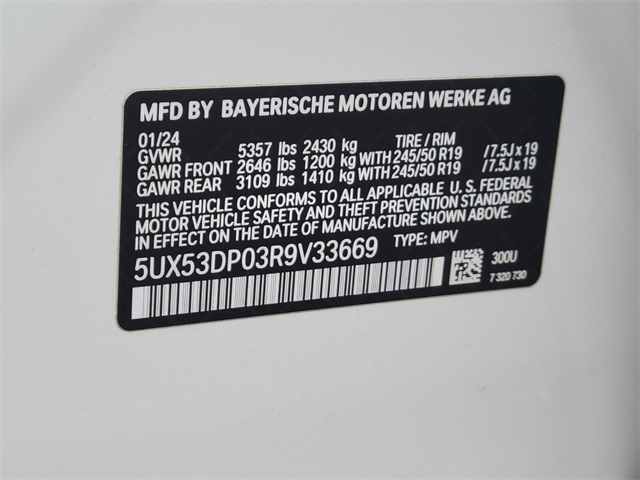 MFD BY BAYERISCHE MOTOREN WERKE AG
01/24 TIRE / RIM
GVWR 5357 lbs 2430 kg
GAWR FRONT 2646 lbs 1200 kg WITH 245/50 R19 / 7.5J x 19
GAWR REAR 3109 lbs 1410 kg WITH 245/50 R19 / 7.5J x 19
THIS VEHICLE CONFORMS TO ALL APPLICABLE U. S. FEDERAL
MOTOR VEHICLE SAFETY AND THEFT PREVENTION STANDARDS
IN EFFECT ON THE DATE OF MANUFACTURE SHOWN ABOVE.
5UX53DP03R9V33669 TYPE: MPV
300U
7 320 730